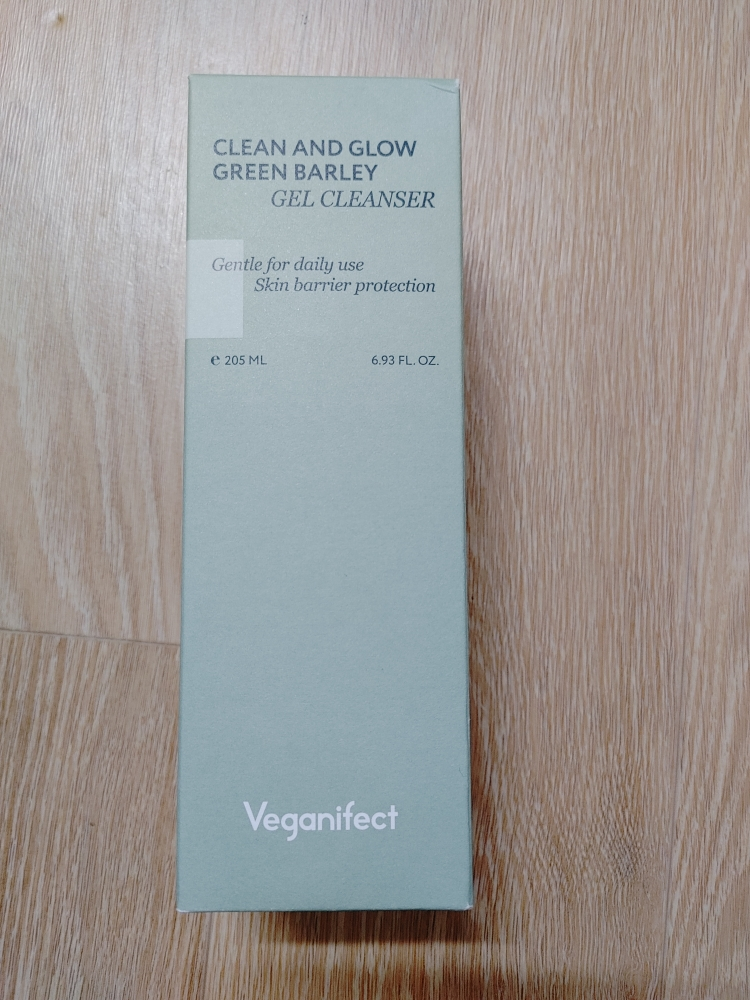 CLEAN AND GLOW
GREEN BARLEY
GEL CLEANSER
Gentle for daily use
Skin barrier protection
℮ 205 ML 6.93 FL. OZ.
Veganifect